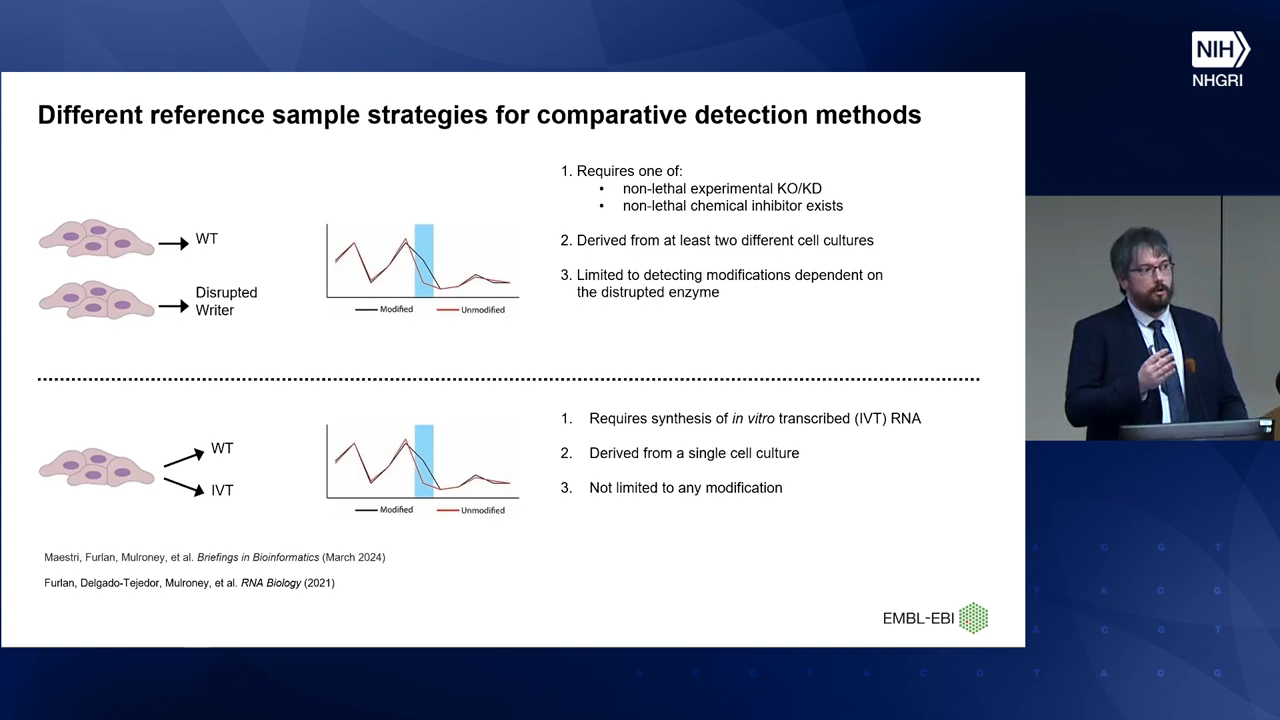 NIH
NHGRI
Different reference sample strategies for comparative detection methods
WT
Disrupted
Writer
Modified
Unmodified
1. Requires one of:
• non-lethal experimental KO/KD
• non-lethal chemical inhibitor exists
2. Derived from at least two different cell cultures
3. Limited to detecting modifications dependent on
the distrupted enzyme
WT
IVT
Modified
Unmodified
1. Requires synthesis of in vitro transcribed (IVT) RNA
2. Derived from a single cell culture
3. Not limited to any modification
Maestri, Furlan, Mulroney, et al. Briefings in Bioinformatics (March 2024)
Furlan, Delgado-Tejedor, Mulroney, et al. RNA Biology (2021)
EMBL-EBI
A C G T
T A C G
A C G T
A C G T A C G T A C G